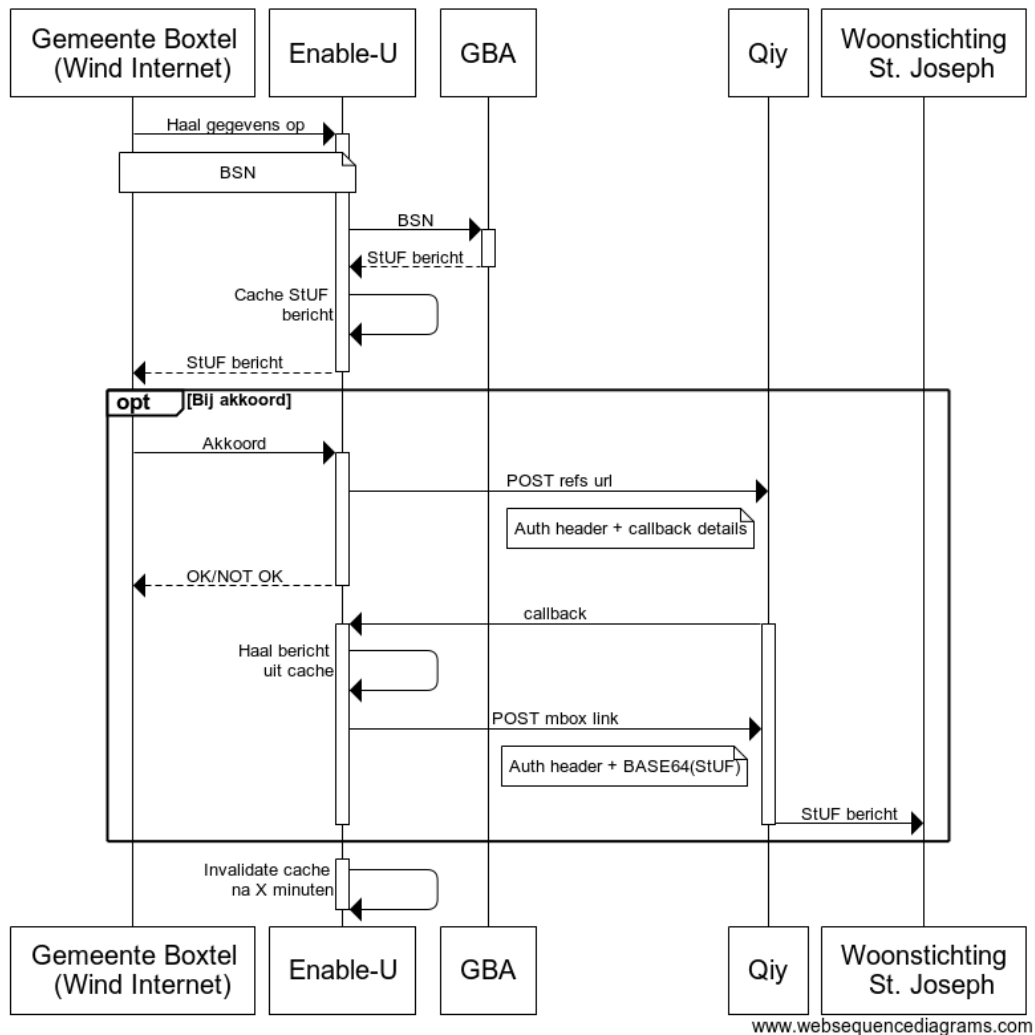 Gemeente Boxtel
(Wind Internet)
Enable-U
GBA
Qiy
Woonstichting
St. Joseph
Haal gegevens op
BSN
BSN
StUF bericht
Cache StUF
bericht
StUF bericht
opt
[Bij akkoord]
Akkoord
POST refs url
Auth header + callback details
OK/NOT OK
callback
Haal bericht
uit cache
POST mbox link
Auth header + BASE64(StUF)
StUF bericht
Invalidate cache
na X minuten
Gemeente Boxtel
(Wind Internet)
Enable-U
GBA
Qiy
Woonstichting
St. Joseph
www.websequencediagrams.com